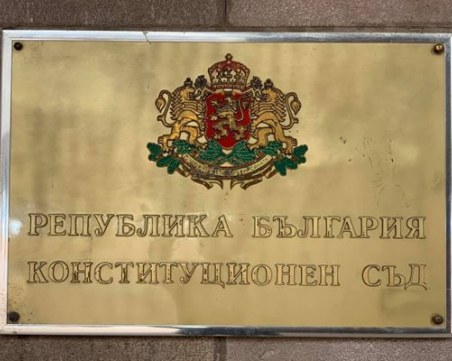 РЕПУБЛИКА БЪЛГАРИЯ
КОНСТИТУЦИОНЕН СЪД